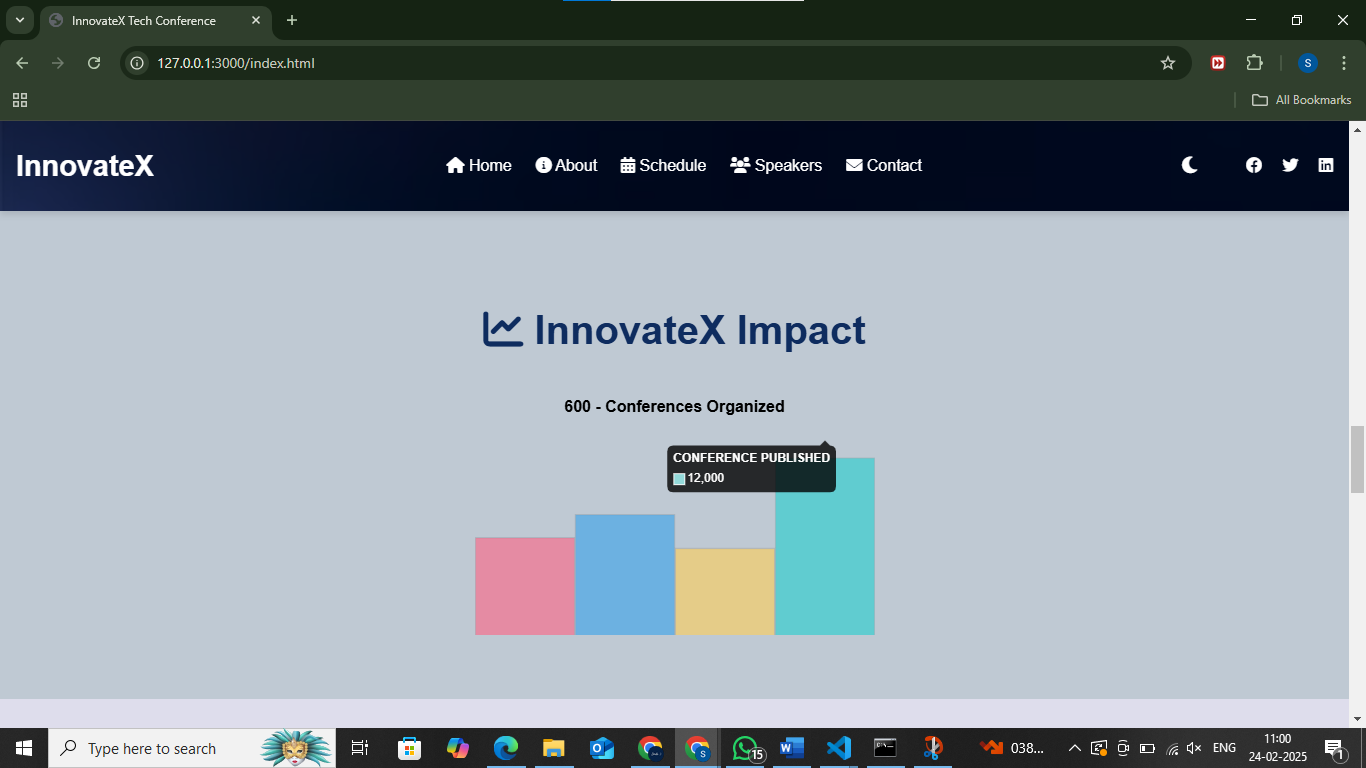 InnovateX Tech Conference
127.0.0.1:3000/index.html
S
All Bookmarks
InnovateX
Home
About
Schedule
Speakers
Contact
InnovateX Impact
600 - Conferences Organized
CONFERENCE PUBLISHED
12,000
Type here to search
S
15
038...
ENG
11:00
24-02-2025
1